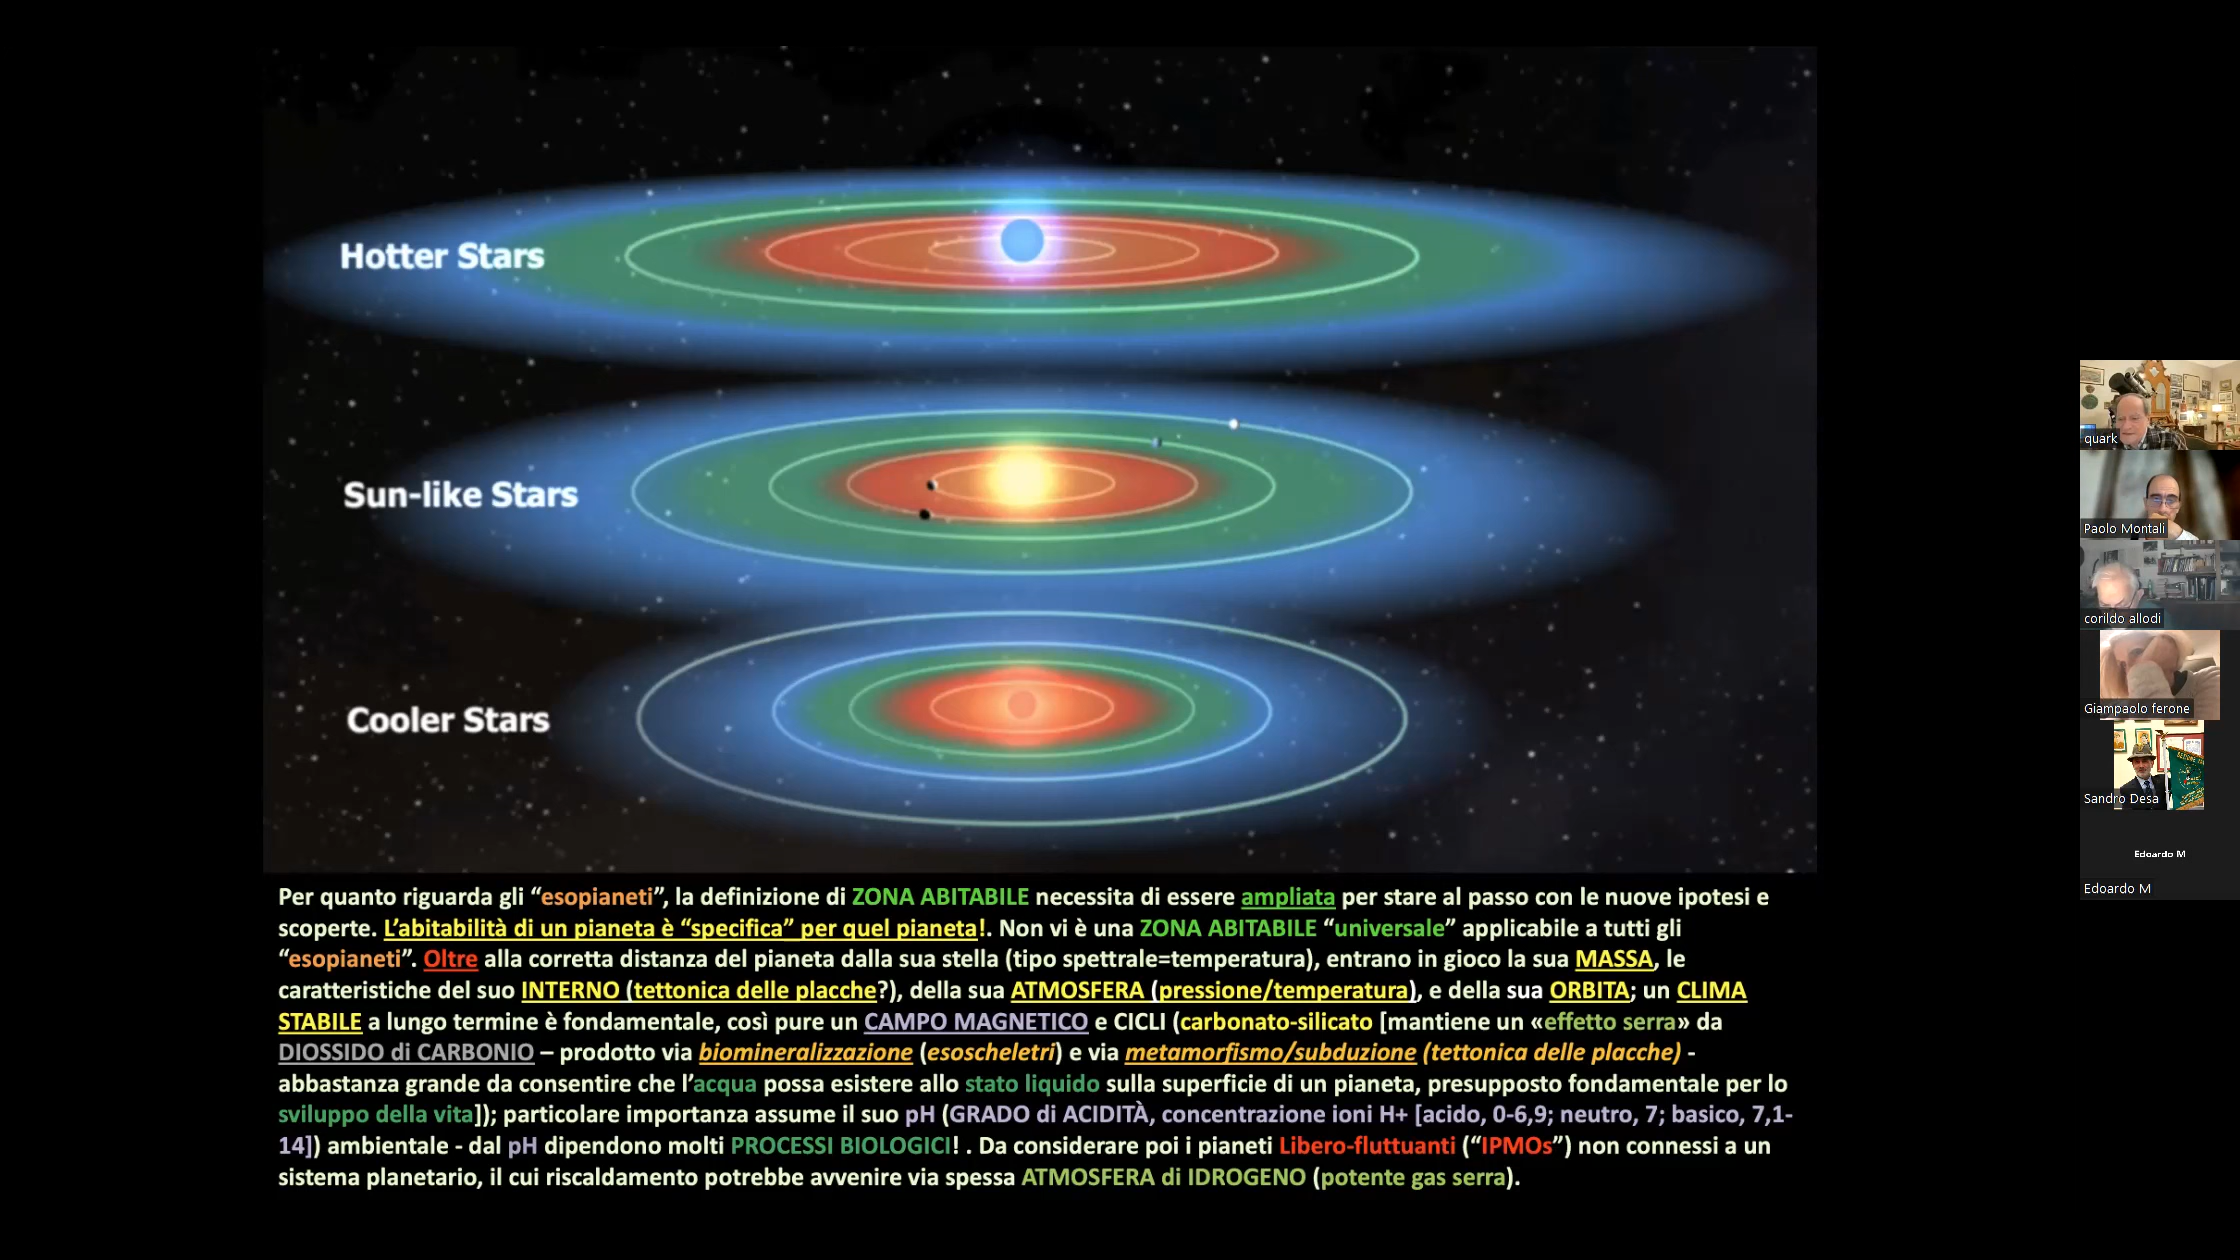 Hotter Stars
Sun-like Stars
Cooler Stars
Per quanto riguarda gli “esopianeti”, la definizione di ZONA ABITABILE necessita di essere ampliata per stare al passo con le nuove ipotesi e
scoperte. L’abitabilità di un pianeta è “specifica” per quel pianeta!. Non vi è una ZONA ABITABILE “universale” applicabile a tutti gli
“esopianeti”. Oltre alla corretta distanza del pianeta dalla sua stella (tipo spettrale=temperatura), entrano in gioco la sua MASSA, le
caratteristiche del suo INTERNO (tettonica delle placche?), della sua ATMOSFERA (pressione/temperatura), e della sua ORBITA; un CLIMA
STABILE a lungo termine è fondamentale, così pure un CAMPO MAGNETICO e CICLI (carbonato-silicato [mantiene un «effetto serra» da
DIOSSIDO di CARBONIO – prodotto via biomineralizzazione (esoscheletri) e via metamorfismo/subduzione (tettonica delle placche) -
abbastanza grande da consentire che l’acqua possa esistere allo stato liquido sulla superficie di un pianeta, presupposto fondamentale per lo
sviluppo della vita]); particolare importanza assume il suo pH (GRADO di ACIDITÀ, concentrazione ioni H+ [acido, 0-6,9; neutro, 7; basico, 7,1-
14]) ambientale - dal pH dipendono molti PROCESSI BIOLOGICI! . Da considerare poi i pianeti Libero-fluttuanti (“IPMOs”) non connessi a un
sistema planetario, il cui riscaldamento potrebbe avvenire via spessa ATMOSFERA di IDROGENO (potente gas serra).
quark
Paolo Montali
corildo allodi
Giampaolo ferone
Sandro Desa
Edoardo M
Edoardo M